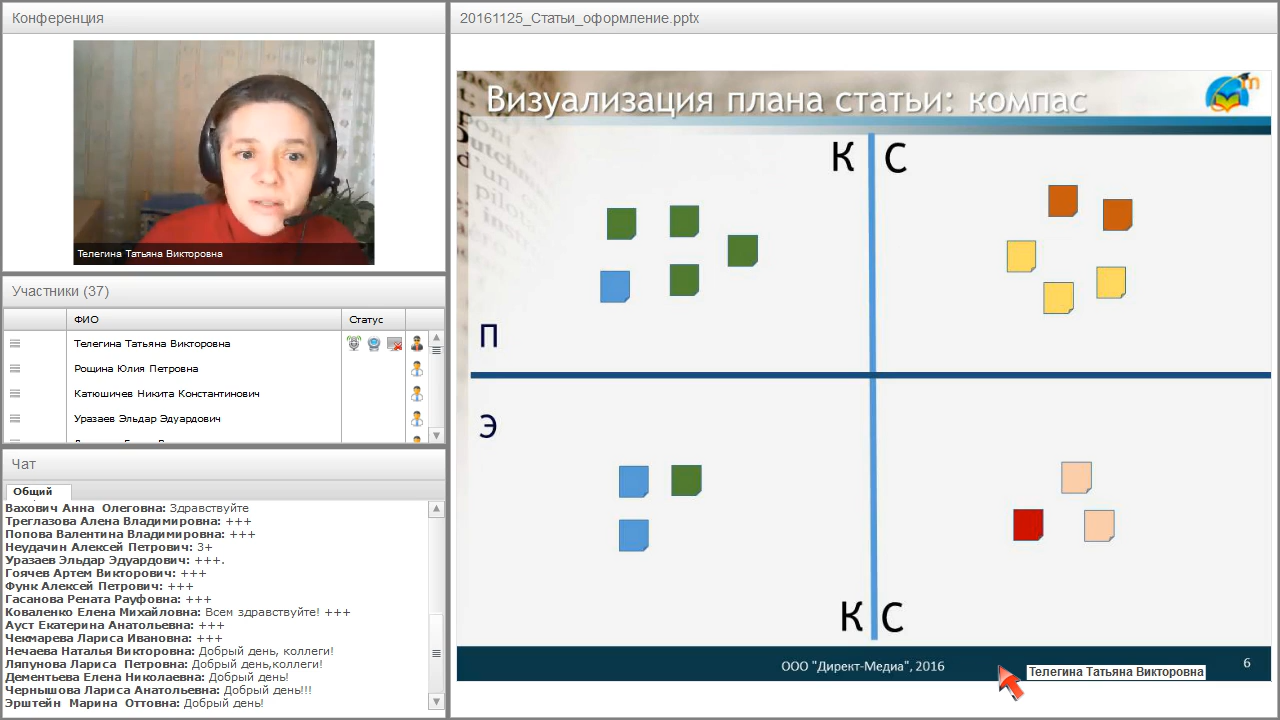 Конференция
Телегина Татьяна Викторовна
Участники (37)
ФИО
Статус
Телегина Татьяна Викторовна
Рощина Юлия Петровна
Катюшичев Никита Константинович
Уразаев Эльдар Эдуардович
Чат
Общий
Вахович Анна  Олеговна: Здравствуйте
Треглазова Алена Владимировна: +++
Попова Валентина Владимировна: +++
Неудачин Алексей Петрович: 3+
Уразаев Эльдар Эдуардович: +++.
Гоячев Артем Викторович: +++
Функ Алексей Петрович: +++
Гасанова Рената Рауфовна: +++
Коваленко Елена Михайловна: Всем здравствуйте! +++
Ауст Екатерина Анатольевна: +++
Чекмарева Лариса Ивановна: +++
Нечаева Наталья Викторовна: Добрый день, коллеги!
Ляпунова Лариса  Петровна: Добрый день,коллеги!
Дементьева Елена Николаевна: Добрый день!
Чернышова Лариса Анатольевна: Добрый день!!!
Эрштейн  Марина  Оттовна: Добрый день!
20161125_Статьи_оформление.pptx
Визуализация плана статьи: компас
К С
П
Э
К С
ООО "Директ-Медиа", 2016
6
Телегина Татьяна Викторовна